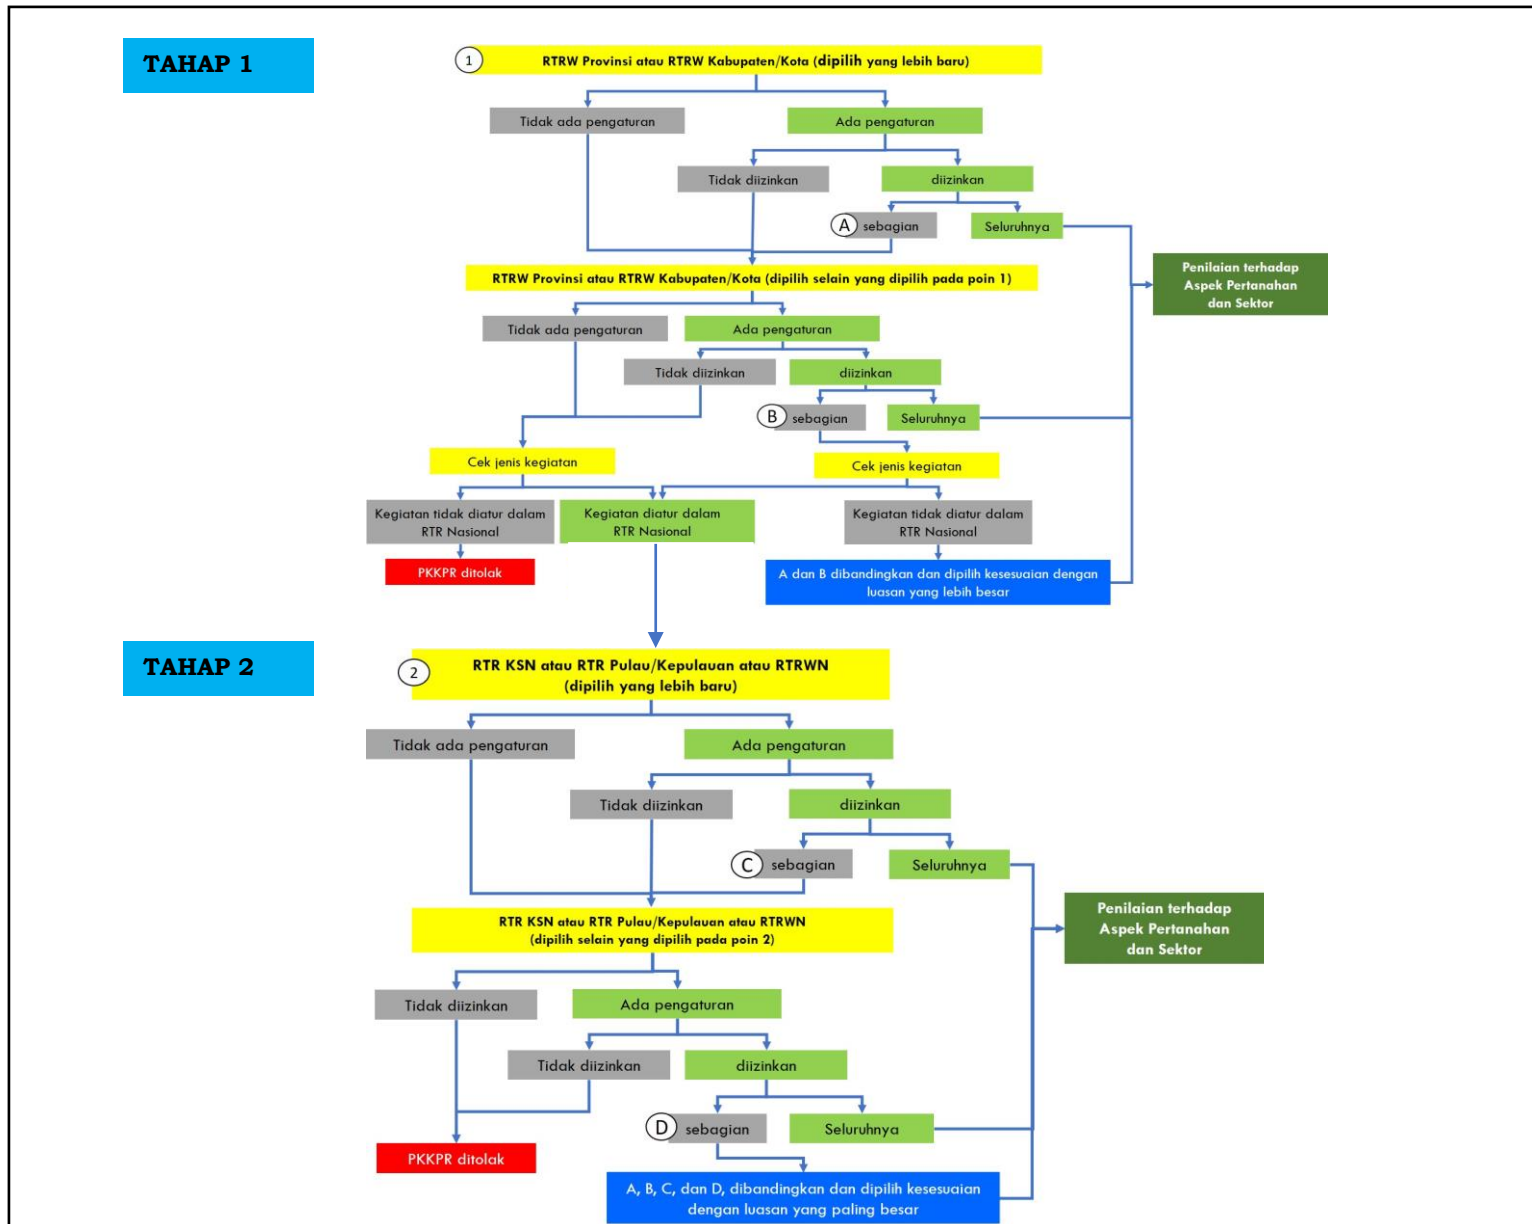 TAHAP 1
1
RTRW Provinsi atau RTRW Kabupaten/Kota (dipilih yang lebih baru)
Tidak ada pengaturan
Ada pengaturan
Tidak diizinkan
diizinkan
A
sebagian
Seluruhnya
Penilaian terhadap
Aspek Pertanahan
dan Sektor
RTRW Provinsi atau RTRW Kabupaten/Kota (dipilih selain yang dipilih pada poin 1)
Tidak ada pengaturan
Ada pengaturan
Tidak diizinkan
diizinkan
B
sebagian
Seluruhnya
Cek jenis kegiatan
Cek jenis kegiatan
Kegiatan tidak diatur dalam
RTR Nasional
Kegiatan diatur dalam
RTR Nasional
Kegiatan tidak diatur dalam
RTR Nasional
PKKPR ditolak
A dan B dibandingkan dan dipilih kesesuaian dengan
luasan yang lebih besar
TAHAP 2
2
RTR KSN atau RTR Pulau/Kepulauan atau RTRWN
(dipilih yang lebih baru)
Tidak ada pengaturan
Ada pengaturan
Tidak diizinkan
diizinkan
C
sebagian
Seluruhnya
Penilaian terhadap
Aspek Pertanahan
dan Sektor
RTR KSN atau RTR Pulau/Kepulauan atau RTRWN
(dipilih selain yang dipilih pada poin 2)
Tidak diizinkan
Ada pengaturan
Tidak diizinkan
diizinkan
D
sebagian
Seluruhnya
PKKPR ditolak
A, B, C, dan D, dibandingkan dan dipilih kesesuaian
dengan luasan yang paling besar